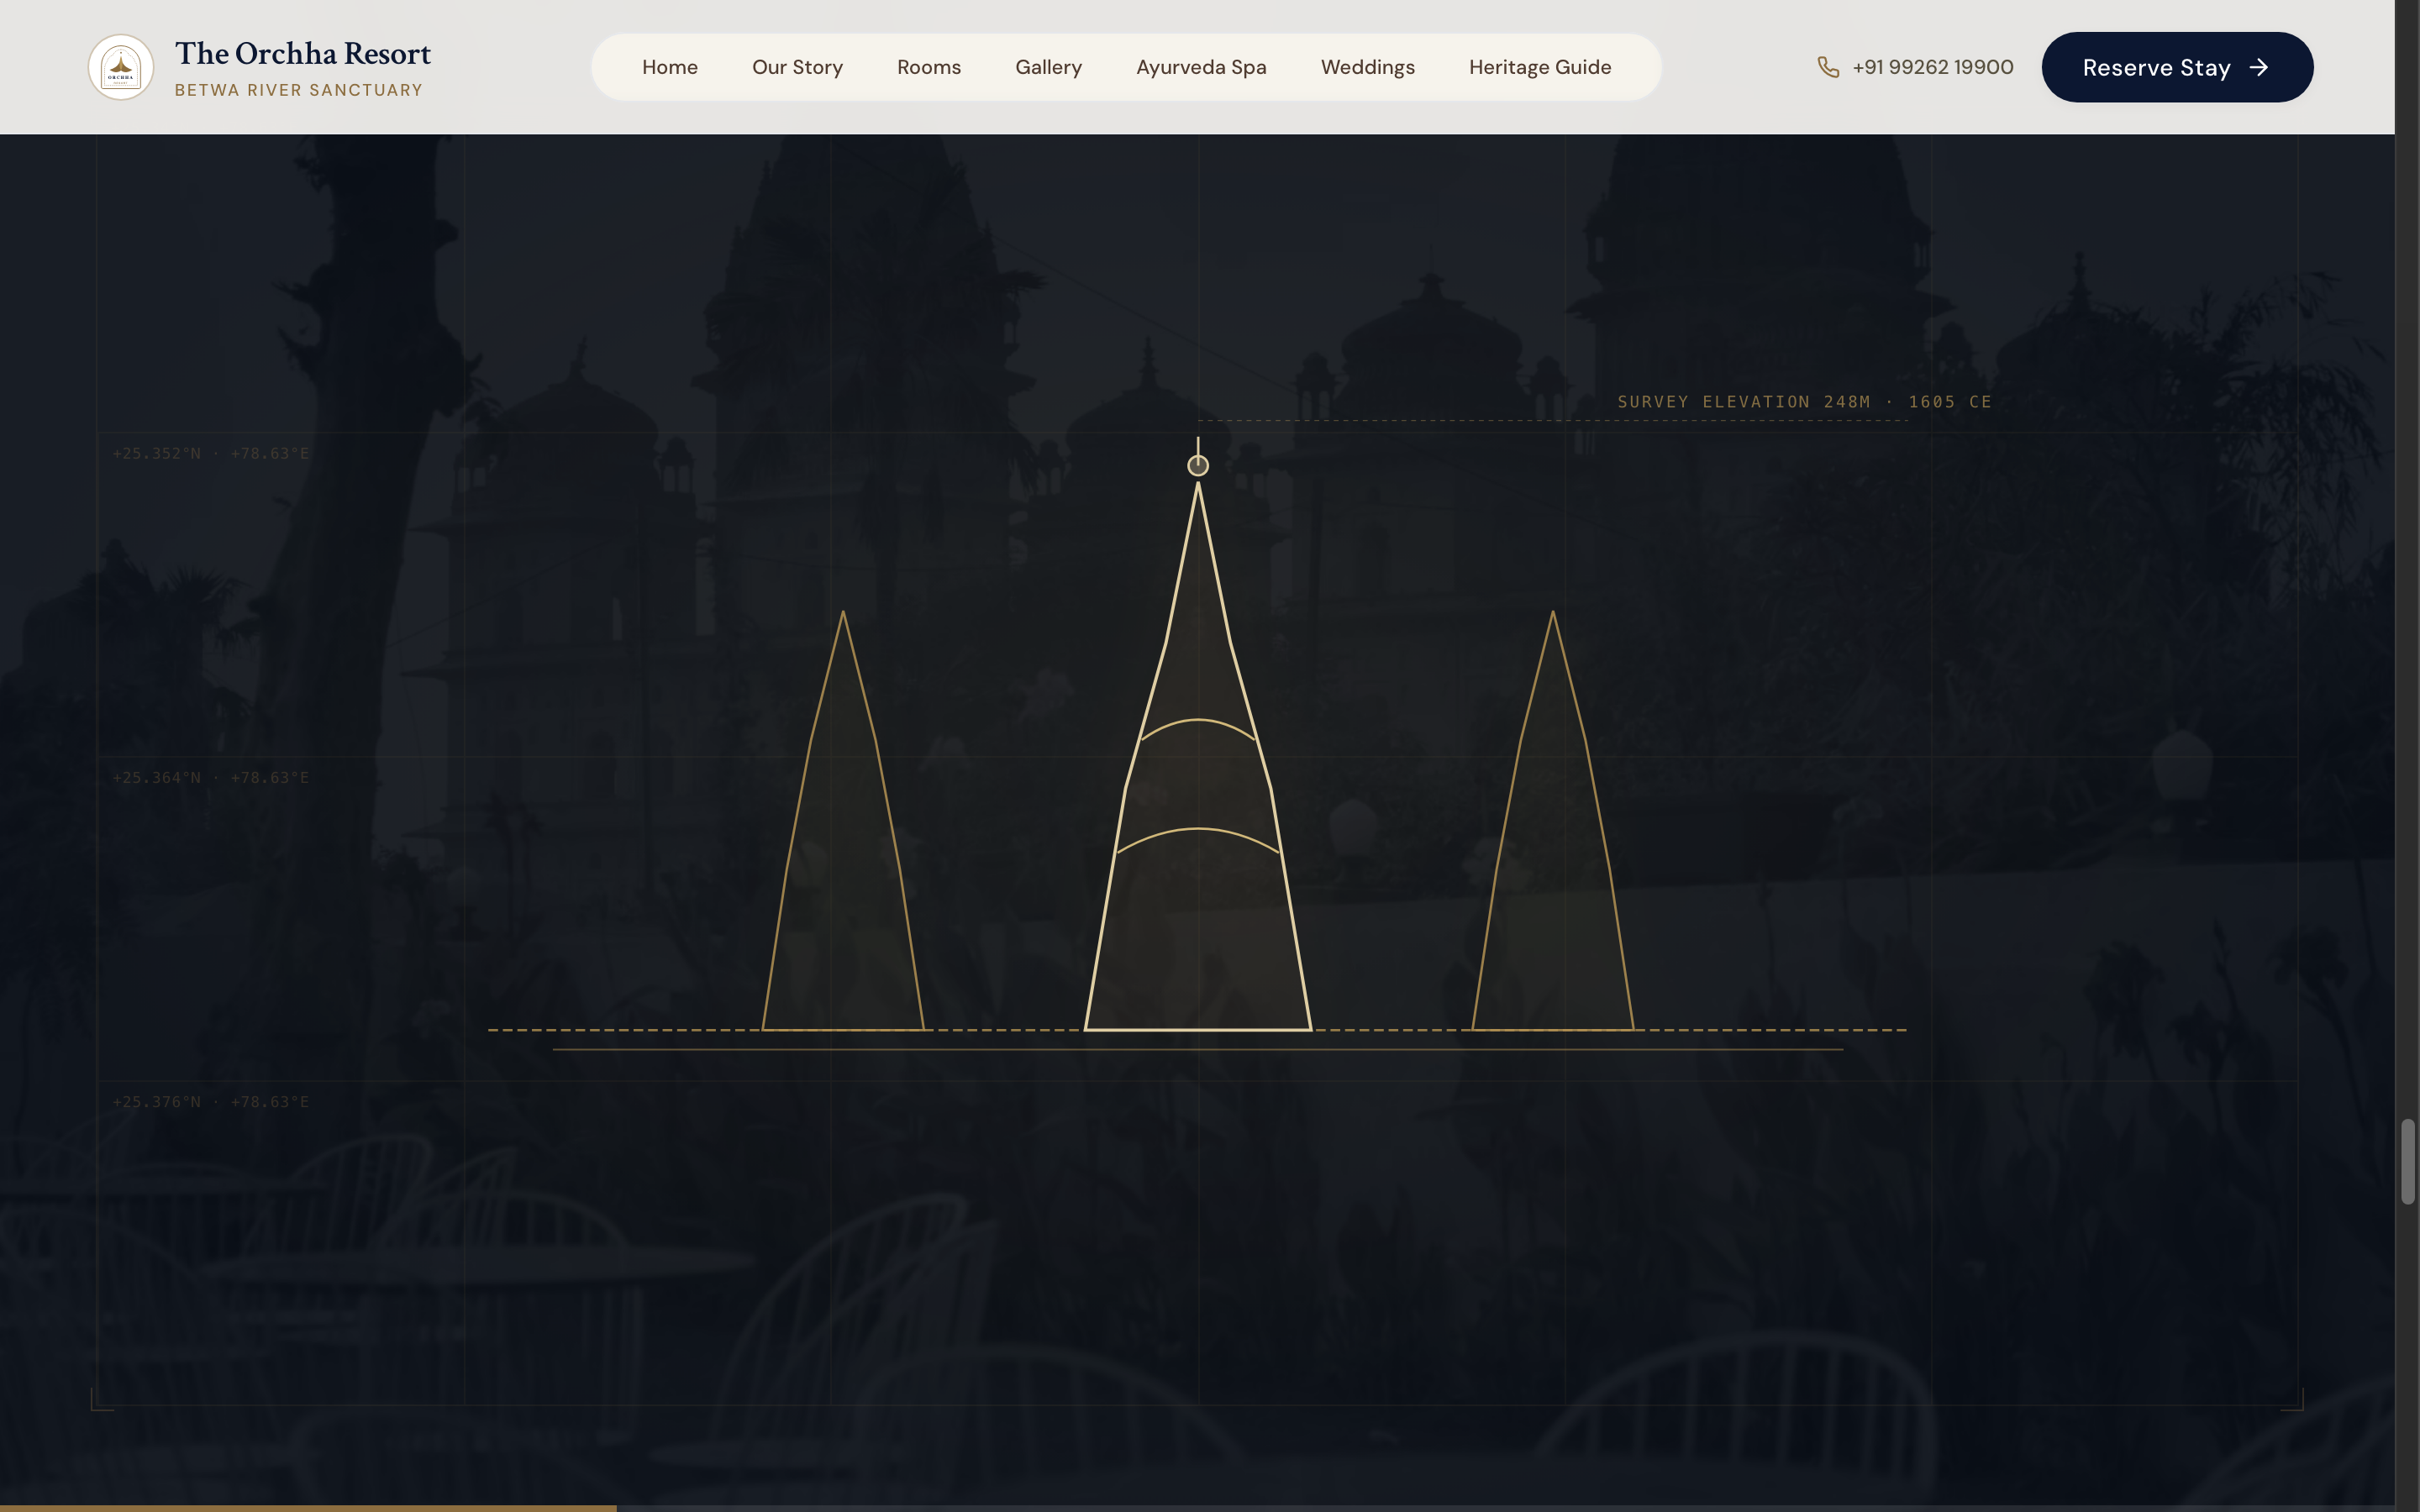 The Orchha Resort
BETWA RIVER SANCTUARY
ORCHHA
Home
Our Story
Rooms
Gallery
Ayurveda Spa
Weddings
Heritage Guide
+91 99262 19900
Reserve Stay
SURVEY ELEVATION 248M · 1605 CE
+25.352°N · +78.63°E
+25.364°N · +78.63°E
+25.376°N · +78.63°E